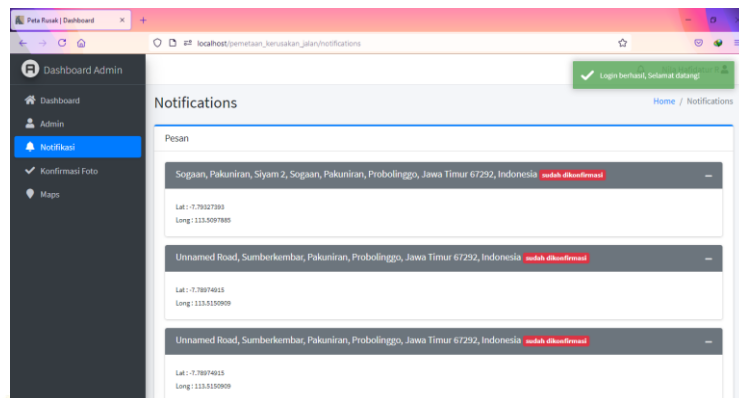 Peta Rusak | Dashboard
localhost/pemetaan_kerusakan_jalan/notifications
Dashboard Admin
Login berhasil, Selamat datang!
Dashboard
Admin
Notifikasi
Konfirmasi Foto
Maps
Notifications
Home / Notifications
Pesan
Sogaan, Pakuniran, Siyam 2, Sogaan, Pakuniran, Probolinggo, Jawa Timur 67292, Indonesia sudah dikonfirmasi
Lat : -7.79327393
Long : 113.5097885
Unnamed Road, Sumberkembar, Pakuniran, Probolinggo, Jawa Timur 67292, Indonesia sudah dikonfirmasi
Lat : -7.78974915
Long : 113.5150909
Unnamed Road, Sumberkembar, Pakuniran, Probolinggo, Jawa Timur 67292, Indonesia sudah dikonfirmasi
Lat : -7.78974915
Long : 113.5150909